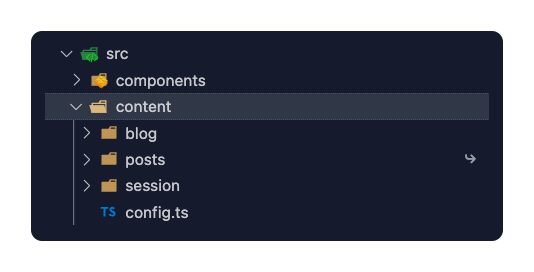 src
components
content
blog
posts
session
TS config.ts